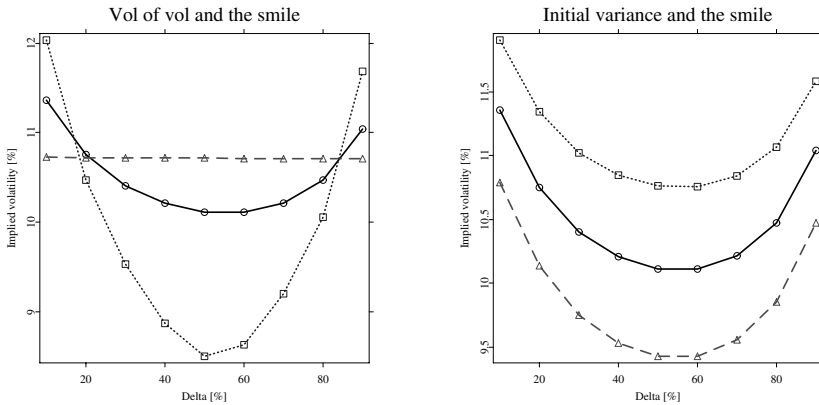 Vol of vol and the smile
Implied volatility [%]
12
11
10
9
20 40 60 80
Delta [%]
Initial variance and the smile
Implied volatility [%]
11.5
11
10.5
10
9.5
20 40 60 80
Delta [%]